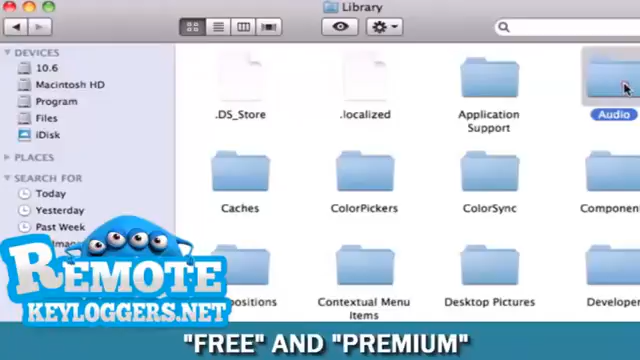 Library
DEVICES
10.6
Macintosh HD
Program
Files
iDisk
PLACES
SEARCH FOR
Today
Yesterday
Past Week
.DS_Store
.localized
Application
Support
Audio
Caches
ColorPickers
ColorSync
Componen
positions
Contextual Menu
Items
Desktop Pictures
Develope
REMOTE
KEYLOGGERS.NET
"FREE" AND "PREMIUM"